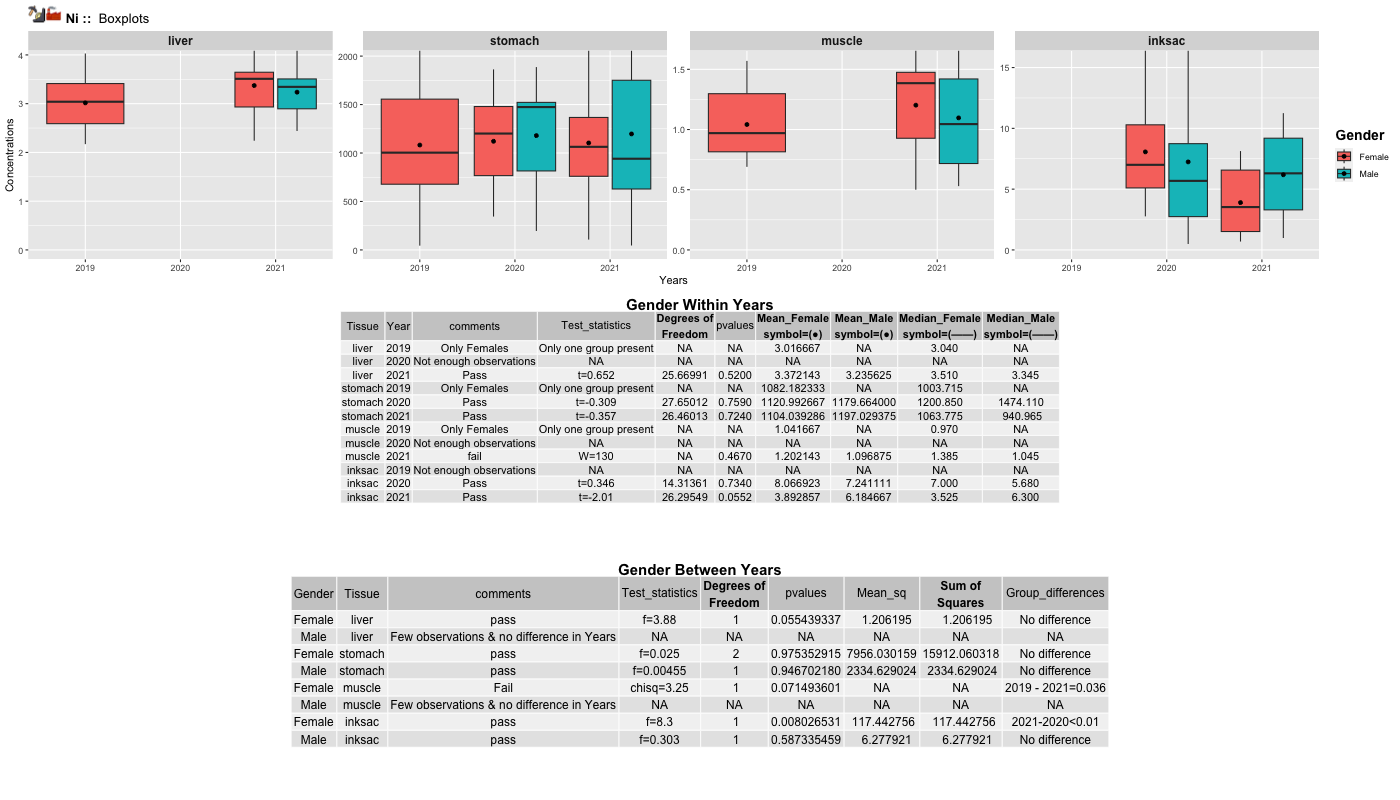 Ni :: Boxplots
liver stomach muscle inksac
Concentrations
4
3
2
1
0
2019 2020 2021
2000
1500
1000
500
0
2019 2020 2021
1.5
1.0
0.5
0.0
2019 2020 2021
15
10
5
0
2019 2020 2021
Years
Gender
Female
Male
Gender Within Years
Tissue Year comments Test_statistics Degrees of Freedom pvalues Mean_Female symbol=(●) Mean_Male symbol=(●) Median_Female symbol=(——) Median_Male symbol=(——)
liver 2019 Only Females Only one group present NA NA 3.016667 NA 3.040 NA
liver 2020 Not enough observations NA NA NA NA NA NA NA
liver 2021 Pass t=0.652 25.66991 0.5200 3.372143 3.235625 3.510 3.345
stomach 2019 Only Females Only one group present NA NA 1082.182333 NA 1003.715 NA
stomach 2020 Pass t=-0.309 27.65012 0.7590 1120.992667 1179.664000 1200.850 1474.110
stomach 2021 Pass t=-0.357 26.46013 0.7240 1104.039286 1197.029375 1063.775 940.965
muscle 2019 Only Females Only one group present NA NA 1.041667 NA 0.970 NA
muscle 2020 Not enough observations NA NA NA NA NA NA NA
muscle 2021 fail W=130 NA 0.4670 1.202143 1.096875 1.385 1.045
inksac 2019 Not enough observations NA NA NA NA NA NA NA
inksac 2020 Pass t=0.346 14.31361 0.7340 8.066923 7.241111 7.000 5.680
inksac 2021 Pass t=-2.01 26.29549 0.0552 3.892857 6.184667 3.525 6.300
Gender Between Years
Gender Tissue comments Test_statistics Degrees of Freedom pvalues Mean_sq Sum of Squares Group_differences
Female liver pass f=3.88 1 0.055439337 1.206195 1.206195 No difference
Male liver Few observations & no difference in Years NA NA NA NA NA NA
Female stomach pass f=0.025 2 0.975352915 7956.030159 15912.060318 No difference
Male stomach pass f=0.00455 1 0.946702180 2334.629024 2334.629024 No difference
Female muscle Fail chisq=3.25 1 0.071493601 NA NA 2019 - 2021=0.036
Male muscle Few observations & no difference in Years NA NA NA NA NA NA
Female inksac pass f=8.3 1 0.008026531 117.442756 117.442756 2021-2020<0.01
Male inksac pass f=0.303 1 0.587335459 6.277921 6.277921 No difference